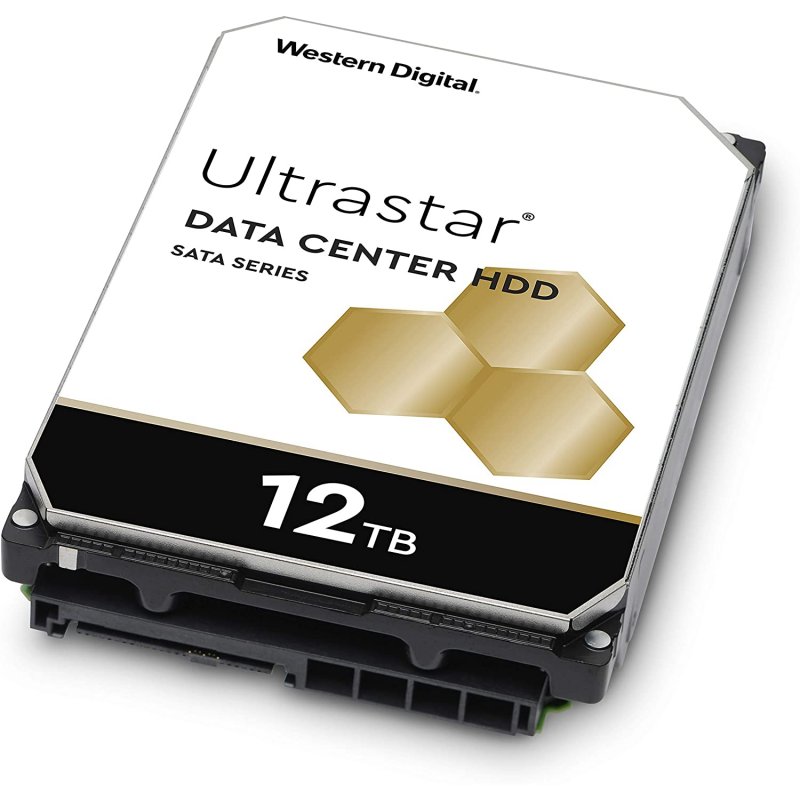 Western Digital.
Ultrastar®
DATA CENTER HDD
SATA SERIES
12TB